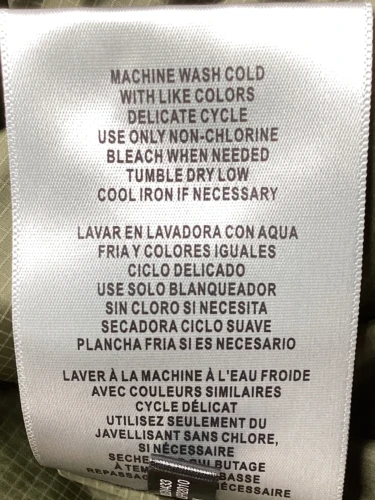 MACHINE WASH COLD
WITH LIKE COLORS
DELICATE CYCLE
USE ONLY NON-CHLORINE
BLEACH WHEN NEEDED
TUMBLE DRY LOW
COOL IRON IF NECESSARY
LAVAR EN LAVADORA CON AQUA
FRIA Y COLORES IGUALES
CICLO DELICADO
USE SOLO BLANQUEADOR
SIN CLORO SI NECESITA
SECADORA CICLO SUAVE
PLANCHA FRIA SI ES NECESARIO
LAVER À LA MACHINE À L'EAU FROIDE
AVEC COULEURS SIMILAIRES
CYCLE DÉLICAT
UTILISEZ SEULEMENT DU
JAVELLISANT SANS CHLORE,
SI NÉCESSAIRE
BUTAGE
BASSE
NÉCESSAIRE